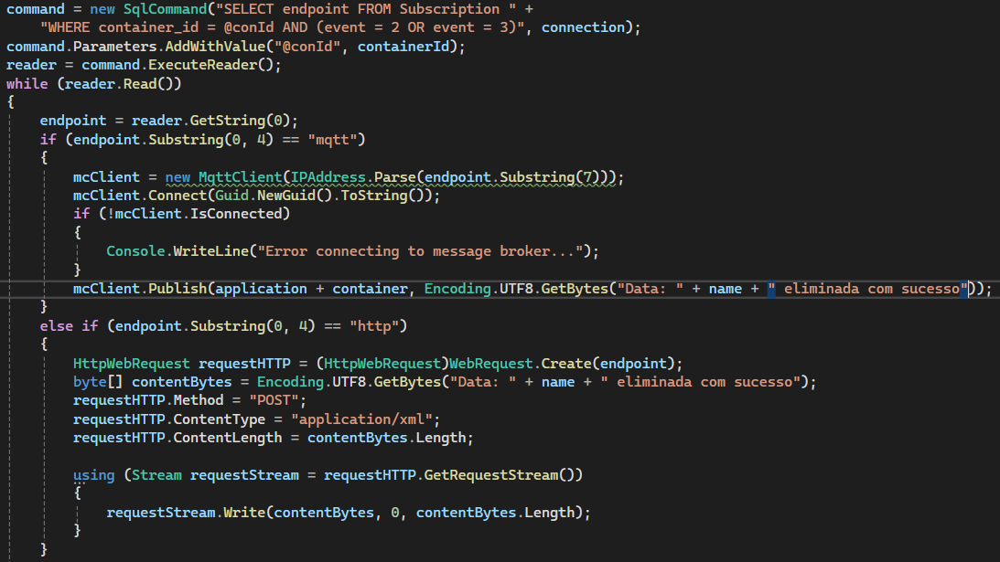 command = new SqlCommand("SELECT endpoint FROM Subscription " +
"WHERE container_id = @conId AND (event = 2 OR event = 3)", connection);
command.Parameters.AddWithValue("@conId", containerId);
reader = command.ExecuteReader();
while (reader.Read())
{
endpoint = reader.GetString(0);
if (endpoint.Substring(0, 4) == "mqtt")
{
mcClient = new MqttClient(IPAddress.Parse(endpoint.Substring(7)));
mcClient.Connect(Guid.NewGuid().ToString());
if (!mcClient.IsConnected)
{
Console.WriteLine("Error connecting to message broker...");
}
mcClient.Publish(application + container, Encoding.UTF8.GetBytes("Data: " + name + " eliminada com sucesso"));
}
else if (endpoint.Substring(0, 4) == "http")
{
HttpWebRequest requestHTTP = (HttpWebRequest)WebRequest.Create(endpoint);
byte[] contentBytes = Encoding.UTF8.GetBytes("Data: " + name + " eliminada com sucesso");
requestHTTP.Method = "POST";
requestHTTP.ContentType = "application/xml";
requestHTTP.ContentLength = contentBytes.Length;
using (Stream requestStream = requestHTTP.GetRequestStream())
{
requestStream.Write(contentBytes, 0, contentBytes.Length);
}
}